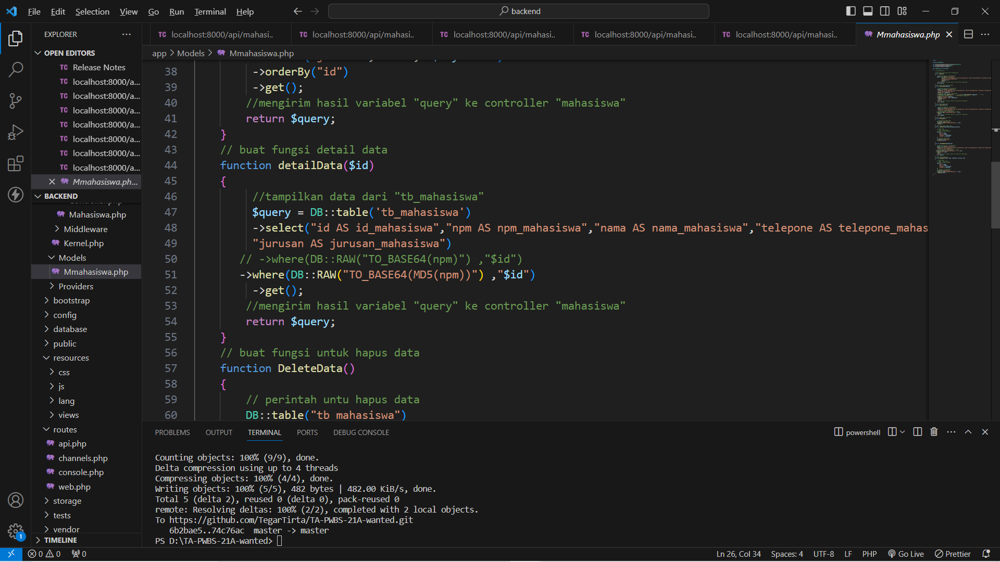 File Edit Selection View Go Run Terminal Help
backend
EXPLORER
TC localhost:8000/api/mahasi..
TC localhost:8000/api/mahasi..
TC localhost:8000/api/mahasi..
TC localhost:8000/api/mahasi..
TC localhost:8000/api/mahasi..
Mmahasiswa.php
app > Models > Mmahasiswa.php
OPEN EDITORS
TC Release Notes
TC localhost:8000/a...
TC localhost:8000/a...
TC localhost:8000/a...
TC localhost:8000/a...
TC localhost:8000/a...
TC localhost:8000/a...
TC localhost:8000/a...
Mmahasiswa.ph...
BACKEND
Mahasiswa.php
Middleware
Kernel.php
Models
Mmahasiswa.php
Providers
bootstrap
config
database
public
resources
css
js
lang
views
routes
api.php
channels.php
console.php
web.php
storage
tests
vendor
TIMELINE
38 ->orderBy("id")
39 ->get();
40 //mengirim hasil variabel "query" ke controller "mahasiswa"
41 return $query;
42 }
43 // buat fungsi detail data
44 function detailData($id)
45 {
46 //tampilkan data dari "tb_mahasiswa"
47 $query = DB::table('tb_mahasiswa')
48 ->select("id AS id_mahasiswa","npm AS npm_mahasiswa","nama AS nama_mahasiswa","telepone AS telepone_mahas
49 "jurusan AS jurusan_mahasiswa")
50 // ->where(DB::RAW("TO_BASE64(npm)") ,"$id")
51 ->where(DB::RAW("TO_BASE64(MD5(npm))") ,"$id")
52 ->get();
53 //mengirim hasil variabel "query" ke controller "mahasiswa"
54 return $query;
55 }
56 // buat fungsi untuk hapus data
57 function DeleteData()
58 {
59 // perintah untu hapus data
60 DB::table("tb_mahasiswa")
PROBLEMS OUTPUT TERMINAL PORTS DEBUG CONSOLE
powershell
Counting objects: 100% (9/9), done.
Delta compression using up to 4 threads
Compressing objects: 100% (4/4), done.
Writing objects: 100% (5/5), 482 bytes | 482.00 KiB/s, done.
Total 5 (delta 2), reused 0 (delta 0), pack-reused 0
remote: Resolving deltas: 100% (2/2), completed with 2 local objects.
To https://github.com/TegarTirta/TA-PWBS-21A-wanted.git
6b2bae5..74c76ac master -> master
PS D:\TA-PWBS-21A-wanted>
1
0 0 0
Ln 26, Col 34 Spaces: 4 UTF-8 LF PHP Go Live Prettier